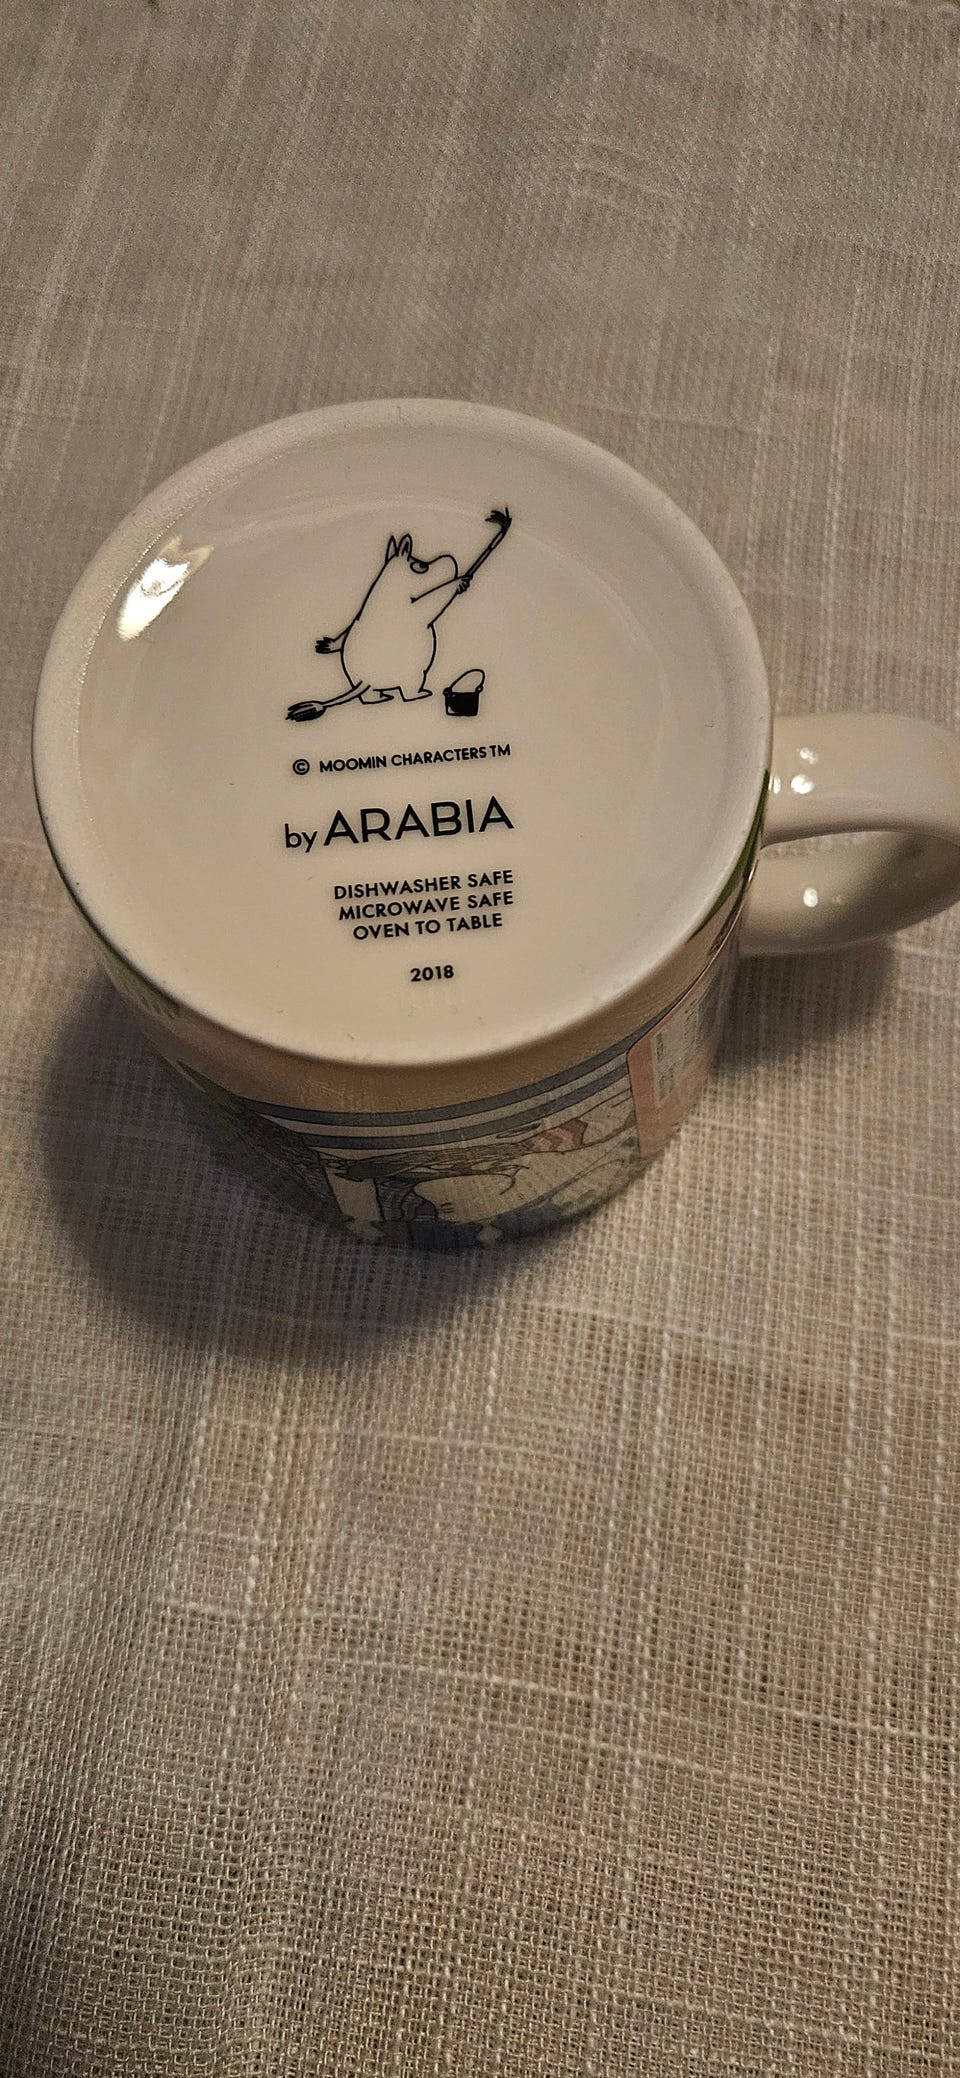 © MOOMIN CHARACTERS TM
by ARABIA
DISHWASHER SAFE
MICROWAVE SAFE
OVEN TO TABLE
2018